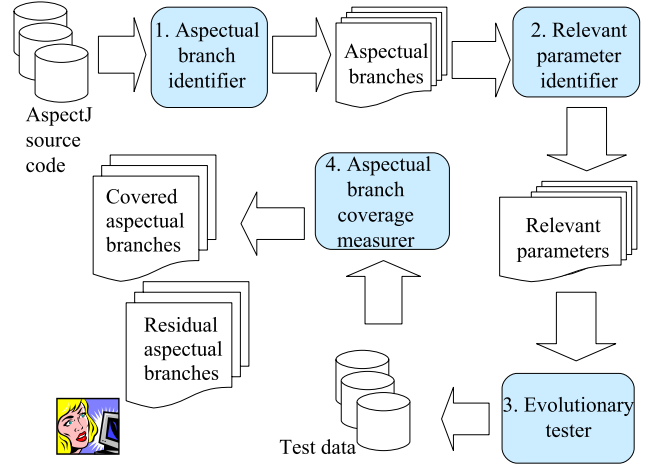 1. Aspectual
branch
identifier
Aspectual
branches
2. Relevant
parameter
identifier
AspectJ
source
code
4. Aspectual
branch
coverage
measurer
Covered
aspectual
branches
Relevant
parameters
Residual
aspectual
branches
3. Evolutionary
tester
Test data